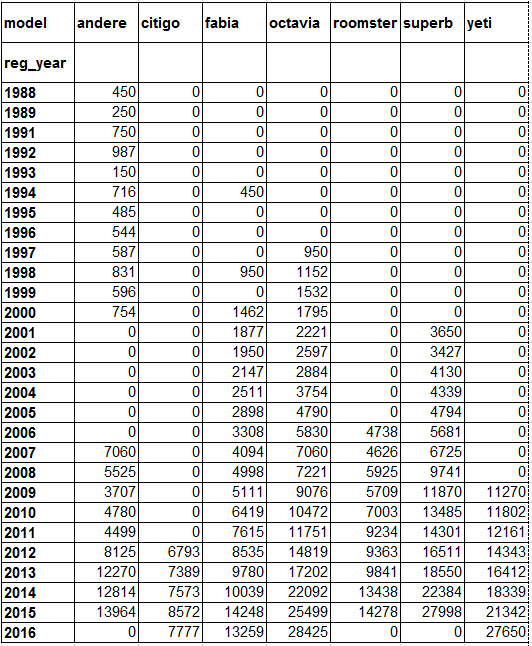 model andere citigo fabia octavia roomster superb yeti
reg_year
1988 450 0 0 0 0 0 0
1989 250 0 0 0 0 0 0
1991 750 0 0 0 0 0 0
1992 987 0 0 0 0 0 0
1993 150 0 0 0 0 0 0
1994 716 0 450 0 0 0 0
1995 485 0 0 0 0 0 0
1996 544 0 0 0 0 0 0
1997 587 0 0 950 0 0 0
1998 831 0 950 1152 0 0 0
1999 596 0 0 1532 0 0 0
2000 754 0 1462 1795 0 0 0
2001 0 0 1877 2221 0 3650 0
2002 0 0 1950 2597 0 3427 0
2003 0 0 2147 2884 0 4130 0
2004 0 0 2511 3754 0 4339 0
2005 0 0 2898 4790 0 4794 0
2006 0 0 3308 5830 4738 5681 0
2007 7060 0 4094 7060 4626 6725 0
2008 5525 0 4998 7221 5925 9741 0
2009 3707 0 5111 9076 5709 11870 11270
2010 4780 0 6419 10472 7003 13485 11802
2011 4499 0 7615 11751 9234 14301 12161
2012 8125 6793 8535 14819 9363 16511 14343
2013 12270 7389 9780 17202 9841 18550 16412
2014 12814 7573 10039 22092 13438 22384 18339
2015 13964 8572 14248 25499 14278 27998 21342
2016 0 7777 13259 28425 0 0 27650